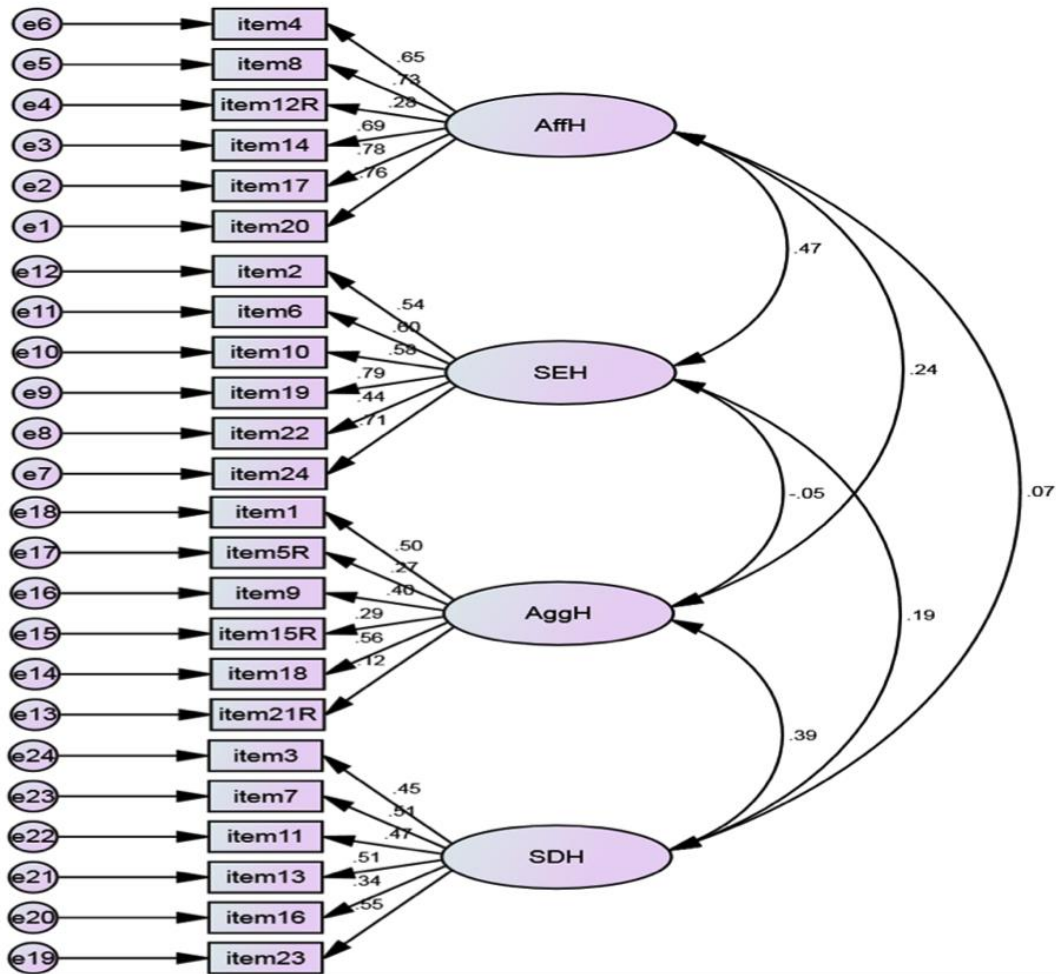 e6 item4
.65
e5 item8
.73
e4 item12R
.28
AffH
.69
e3 item14
.78
e2 item17
.76
e1 item20
.47
e12 item2
.54
e11 item6
.60
e10 item10
.58
SEH
.24
.79
e9 item19
.44
e8 item22
.71
e7 item24
-.05
.07
e18 item1
.50
e17 item5R
.27
e16 item9
.40
AggH
.29
.19
e15 item15R
.56
e14 item18
.12
e13 item21R
.39
e24 item3
.45
e23 item7
.51
e22 item11
.47
SDH
.51
e21 item13
.34
e20 item16
.55
e19 item23